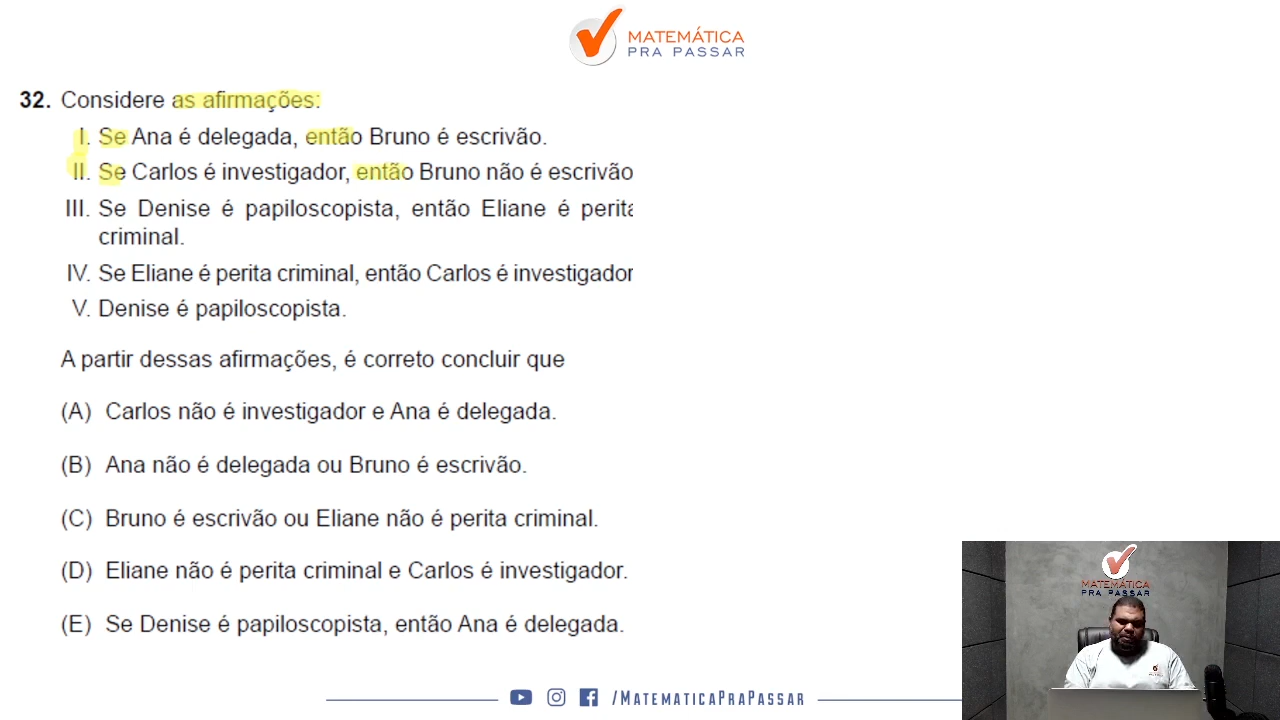 MATEMÁTICA
PRA PASSAR
32. Considere as afirmações:
I. Se Ana é delegada, então Bruno é escrivão.
II. Se Carlos é investigador, então Bruno não é escrivão
III. Se Denise é papiloscopista, então Eliane é perita
criminal.
IV. Se Eliane é perita criminal, então Carlos é investigador
V. Denise é papiloscopista.
A partir dessas afirmações, é correto concluir que
(A) Carlos não é investigador e Ana é delegada.
(B) Ana não é delegada ou Bruno é escrivão.
(C) Bruno é escrivão ou Eliane não é perita criminal.
(D) Eliane não é perita criminal e Carlos é investigador.
(E) Se Denise é papiloscopista, então Ana é delegada.
MATEMÁTICA
PRA PASSAR
/MATEMATICAPRAPASSAR